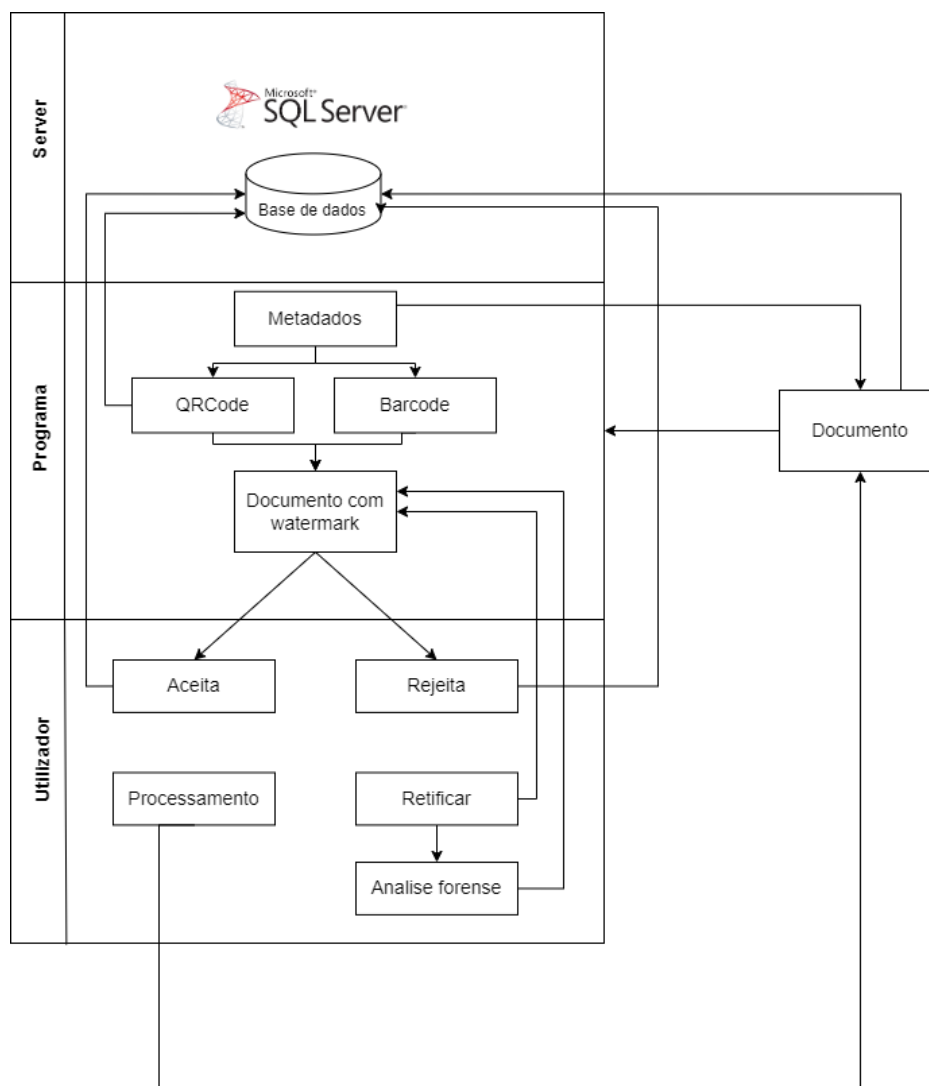 Server
Microsoft®
SQL Server
Base de dados
Programa
Metadados
QRCode
Barcode
Documento
Documento com
watermark
Utilizador
Aceita
Rejeita
Processamento
Retificar
Analise forense